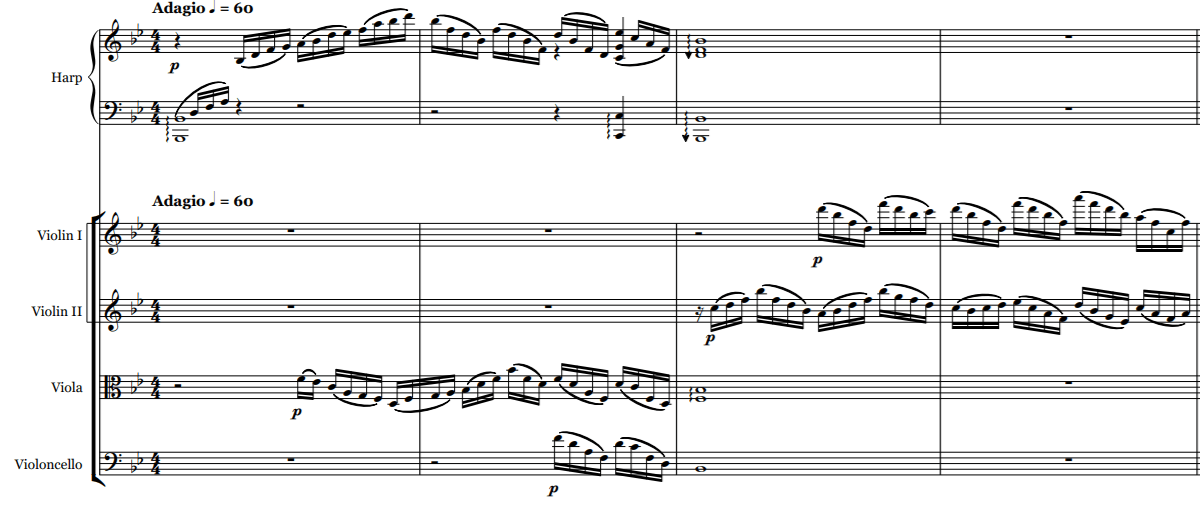 Adagio ♩ = 60
Harp
p
Adagio ♩ = 60
Violin I
p
Violin II
p
Viola
p
Violoncello
p